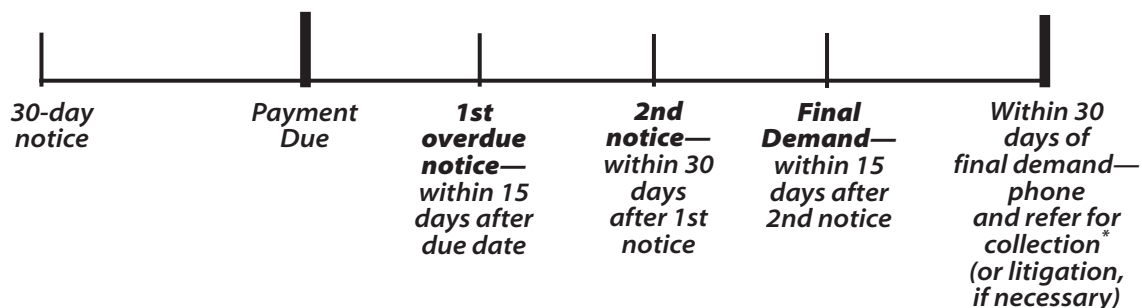 30-day
notice
Payment
Due
1st
overdue
notice—
within 15
days after
due date
2nd
notice—
within 30
days
after 1st
notice
Final
Demand—
within 15
days after
2nd notice
Within 30
days of
final demand—
phone
and refer for
collection*
(or litigation,
if necessary)